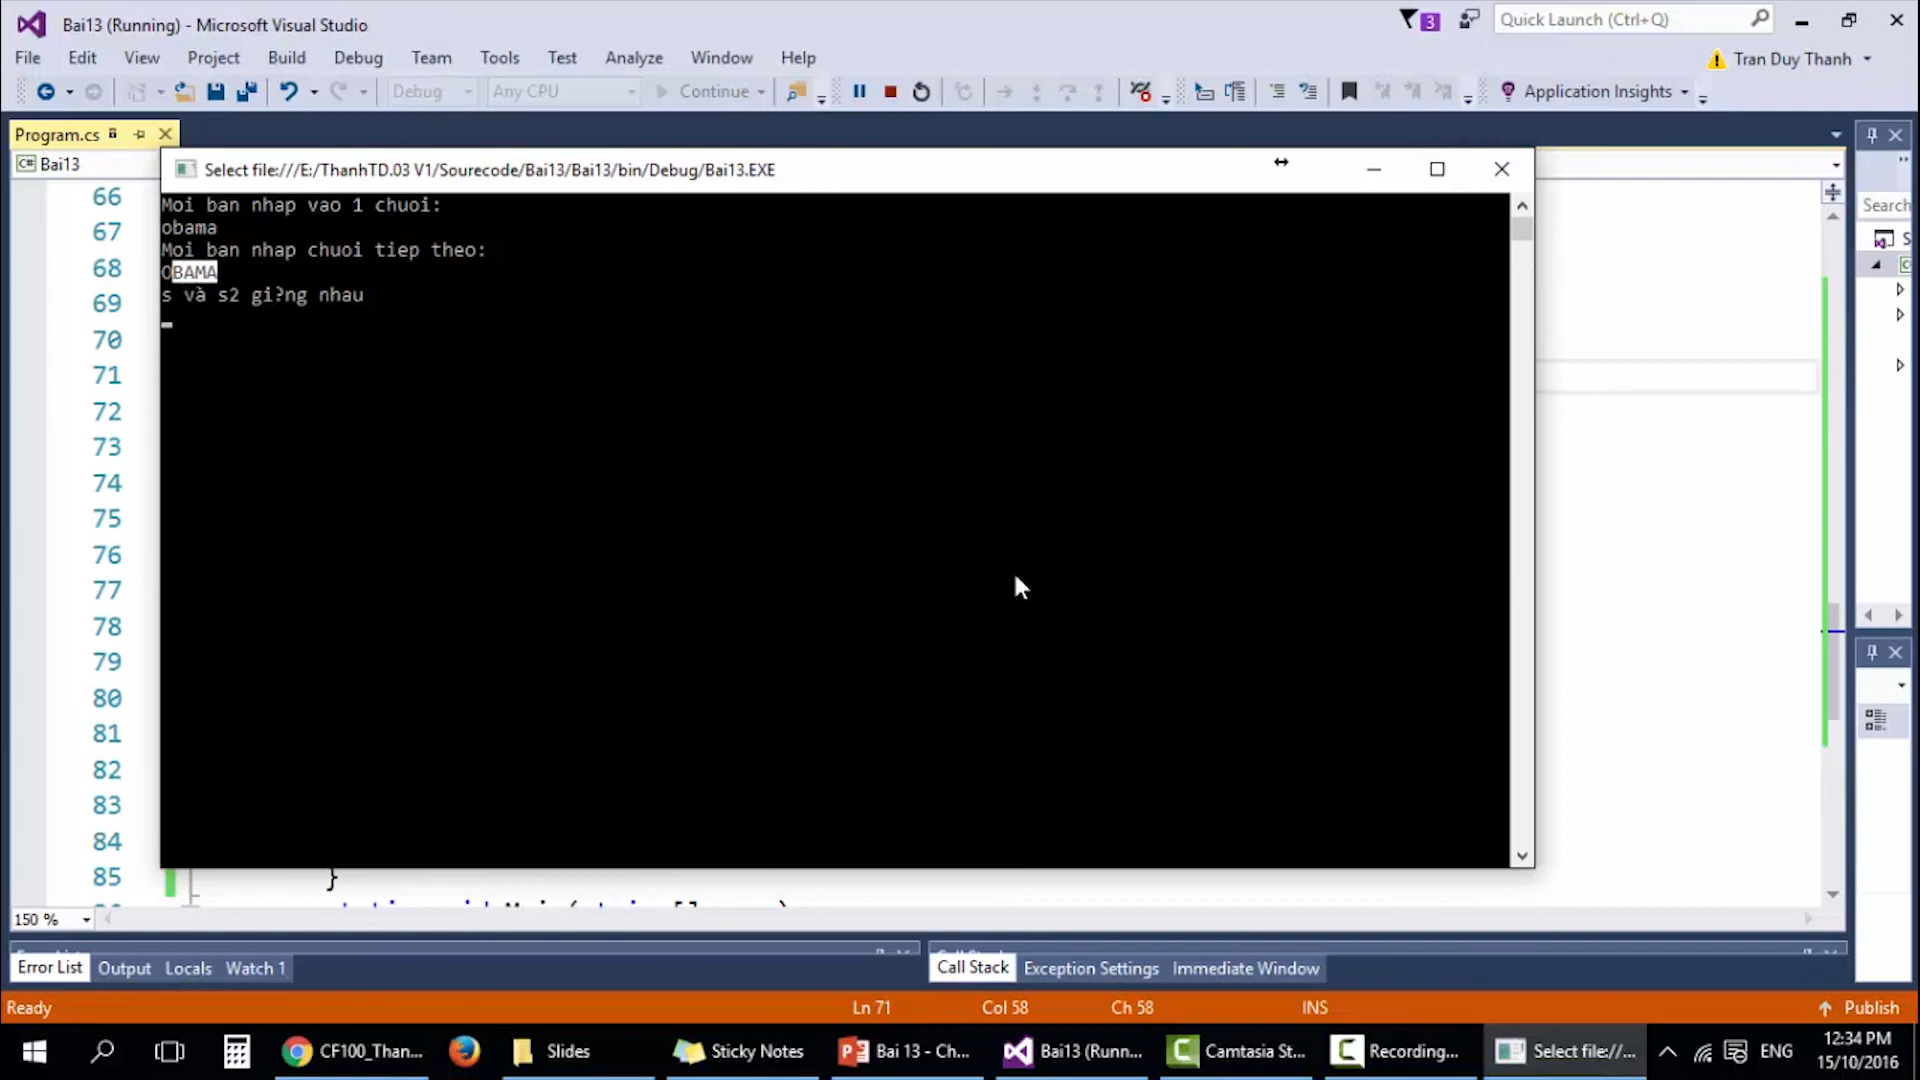 Bai13 (Running) - Microsoft Visual Studio
3
Quick Launch (Ctrl+Q)
File Edit View Project Build Debug Team Tools Test Analyze Window Help
Tran Duy Thanh
Debug Any CPU Continue Application Insights
Program.cs
C# Bai13
Select file:///E:/ThanhTD.03 V1/Sourecode/Bai13/Bai13/bin/Debug/Bai13.EXE
Search
Moi ban nhap vao 1 chuoi:
obama
Moi ban nhap chuoi tiep theo:
OBAMA
s và s2 gi?ng nhau
66
67
68
69
70
71
72
73
74
75
76
77
78
79
80
81
82
83
84
85
}
150 %
Error List Output Locals Watch 1
Call Stack Exception Settings Immediate Window
Ready Ln 71 Col 58 Ch 58 INS Publish
CF100_Than... Slides Sticky Notes Bai 13 - Ch... Bai13 (Runn... Camtasia St... Recording... Select file://... ENG
12:34 PM
15/10/2016